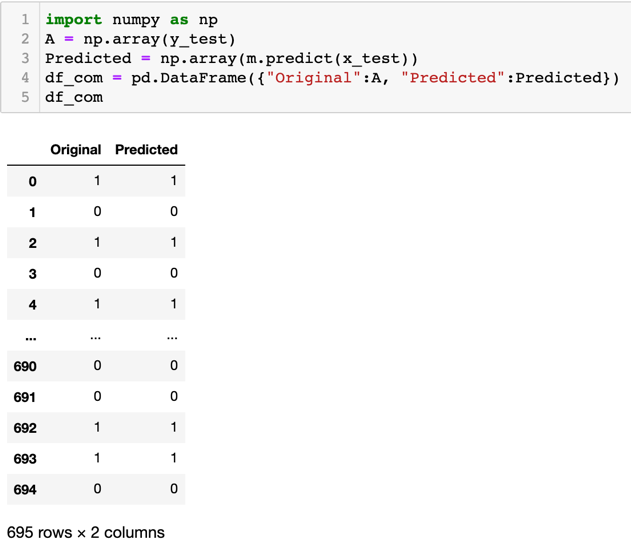 1 import numpy as np
2 A = np.array(y_test)
3 Predicted = np.array(m.predict(x_test))
4 df_com = pd.DataFrame({"Original":A, "Predicted":Predicted})
5 df_com
Original Predicted
0 1 1
1 0 0
2 1 1
3 0 0
4 1 1
... ... ...
690 0 0
691 0 0
692 1 1
693 1 1
694 0 0
695 rows × 2 columns